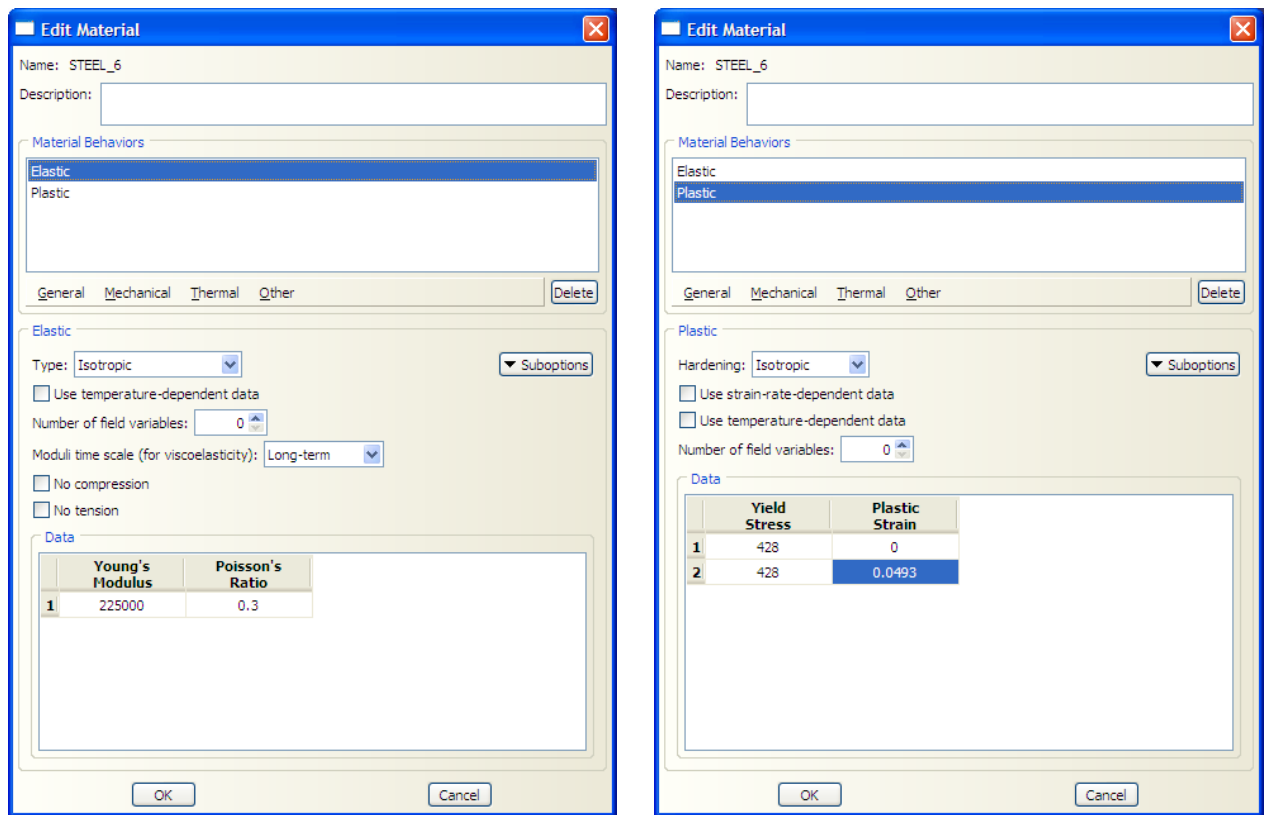 Edit Material
Name: STEEL_6
Description:
Material Behaviors
Elastic
Plastic
General Mechanical Thermal Other Delete
Elastic
Type: Isotropic Suboptions
Use temperature-dependent data
Number of field variables: 0
Moduli time scale (for viscoelasticity): Long-term
No compression
No tension
Data
Young's Poisson's
Modulus Ratio
1 225000 0.3
OK Cancel
Edit Material
Name: STEEL_6
Description:
Material Behaviors
Elastic
Plastic
General Mechanical Thermal Other Delete
Plastic
Hardening: Isotropic Suboptions
Use strain-rate-dependent data
Use temperature-dependent data
Number of field variables: 0
Data
Yield Plastic
Stress Strain
1 428 0
2 428 0.0493
OK Cancel